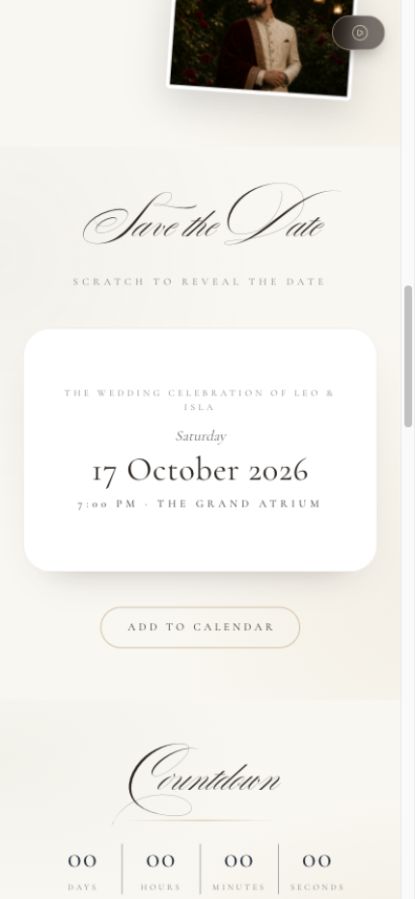 Save the Date
SCRATCH TO REVEAL THE DATE
THE WEDDING CELEBRATION OF LEO &
ISLA
Saturday
17 October 2026
7:00 PM · THE GRAND ATRIUM
ADD TO CALENDAR
Countdown
00 00 00 00
DAYS HOURS MINUTES SECONDS